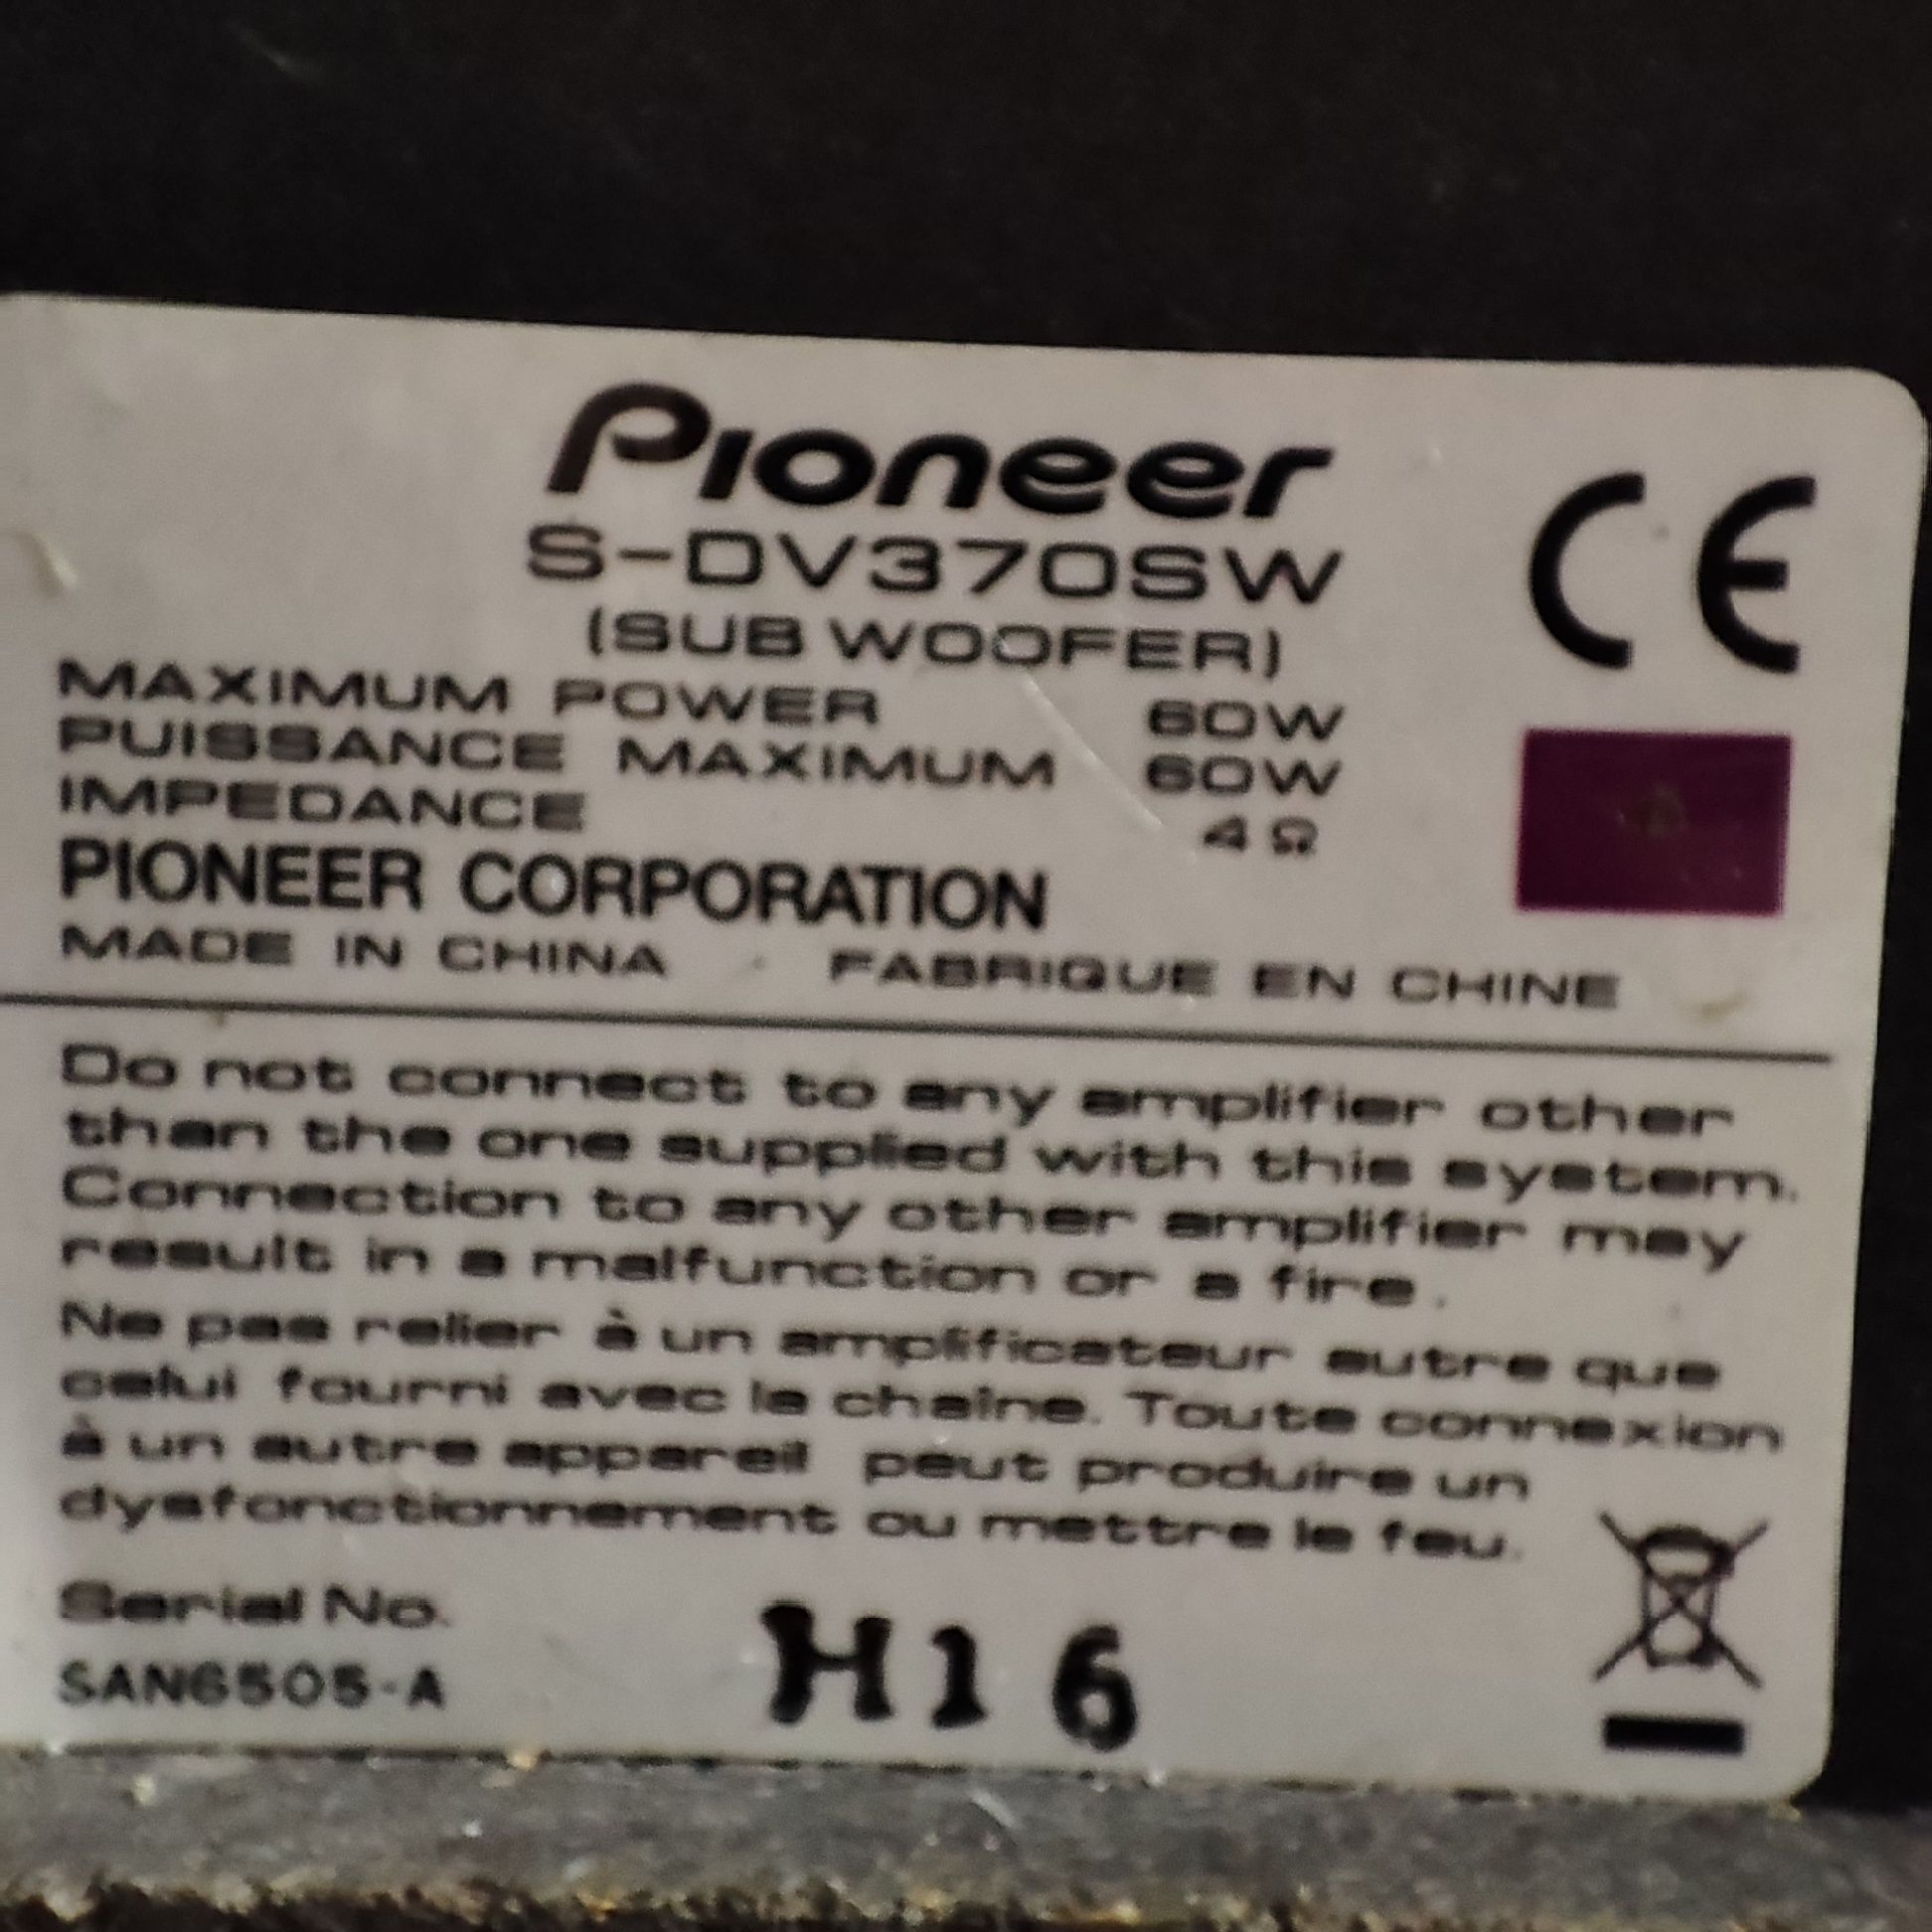 Pioneer
S-DV370SW
(SUB WOOFER)
CE
MAXIMUM POWER 60W
PUISSANCE MAXIMUM 60W
IMPEDANCE 4Ω
PIONEER CORPORATION
MADE IN CHINA FABRIQUE EN CHINE
Do not connect to any amplifier other
than the one supplied with this system.
Connection to any other amplifier may
result in a malfunction or a fire.
Ne pas relier à un amplificateur autre que
celui fourni avec la chaîne. Toute connexion
à un autre appareil peut produire un
dysfonctionnement ou mettre le feu.
Serial No.
SAN6505-A
H16